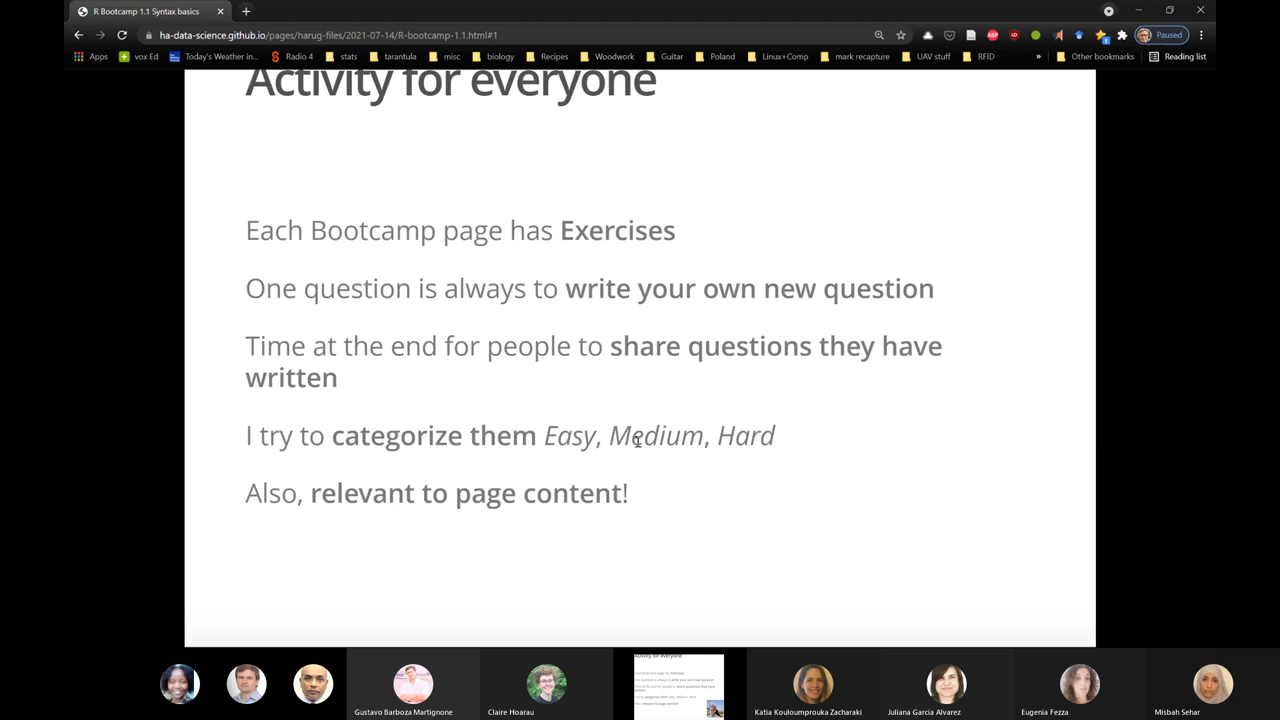 R Bootcamp 1.1 Syntax basics
ha-data-science.github.io/pages/harug-files/2021-07-14/R-bootcamp-1.1.html#1
Paused
Apps vox Ed Today's Weather in... Radio 4 stats tarantula misc biology Recipes Woodwork Guitar Poland Linux+Comp mark recapture UAV stuff RFID » Other bookmarks Reading list
Activity for everyone
Each Bootcamp page has Exercises
One question is always to write your own new question
Time at the end for people to share questions they have
written
I try to categorize them Easy, Medium, Hard
Also, relevant to page content!
Gustavo Barboza Martignone Claire Hoarau Katia Kouloumprouka Zacharaki Juliana Garcia Alvarez Eugenia Fezza Misbah Sehar